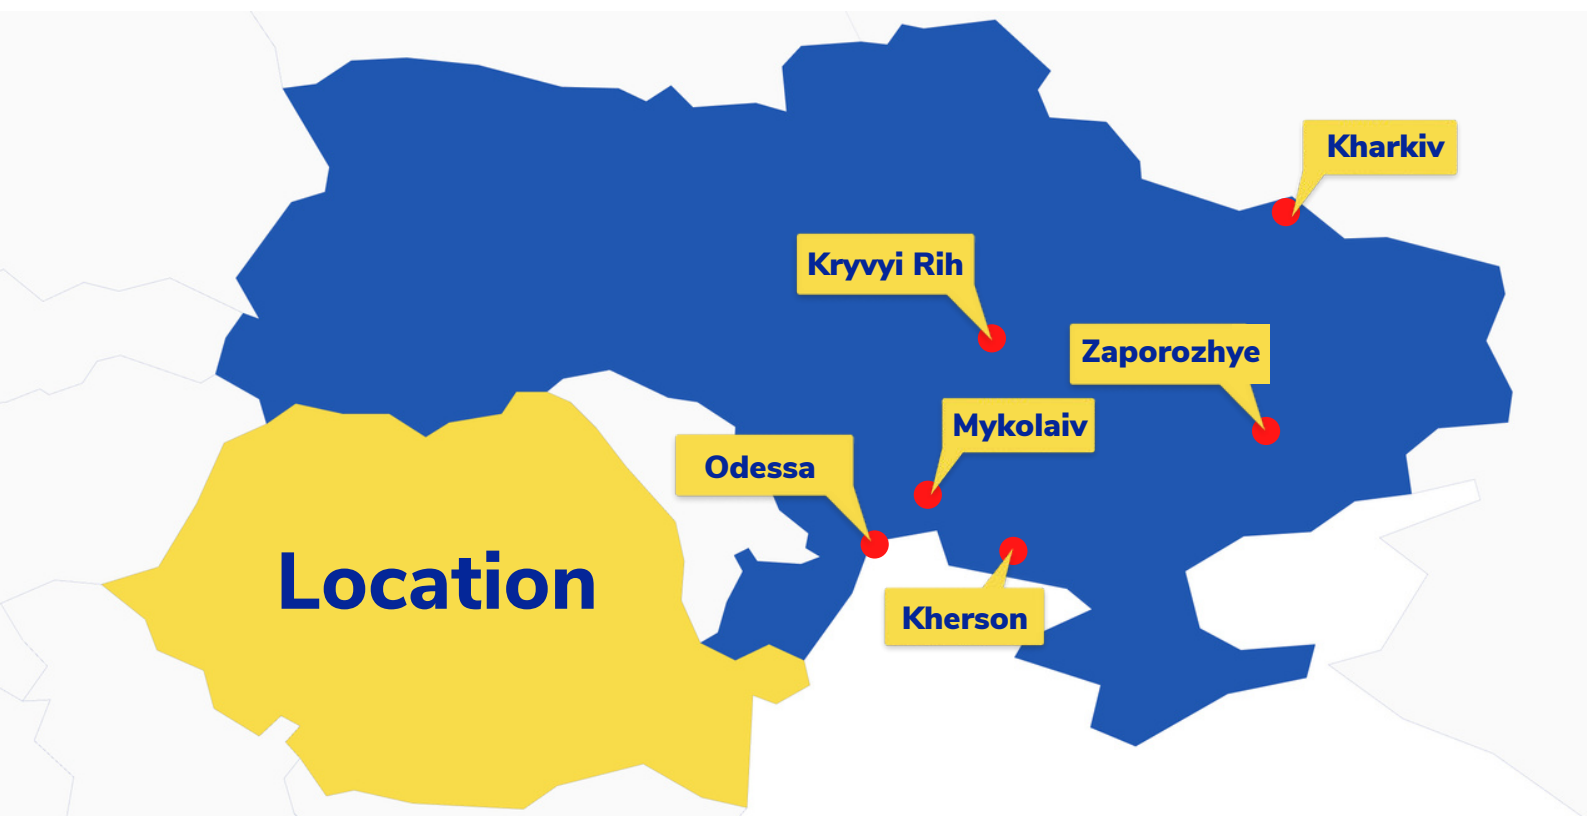 Kharkiv
Kryvyi Rih
Zaporozhye
Mykolaiv
Odessa
Location
Kherson